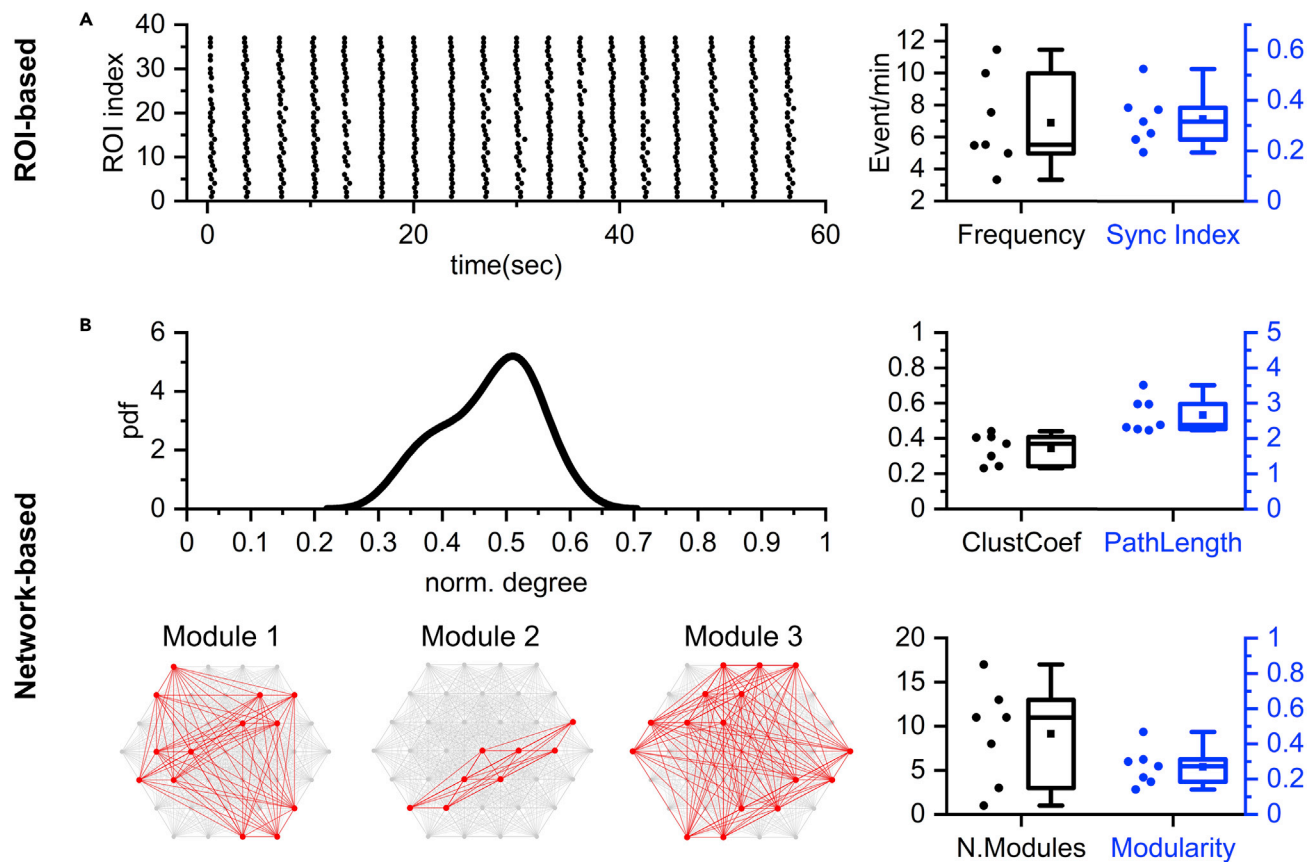 ROI-based
A
40
30
20
10
0
ROI index
0 20 40 60
time(sec)
12
10
8
6
4
2
Event/min
0.6
0.4
0.2
0
Frequency Sync Index
Network-based
B
6
4
2
0
pdf
0 0.1 0.2 0.3 0.4 0.5 0.6 0.7 0.8 0.9 1
norm. degree
1
0.8
0.6
0.4
0.2
0
5
4
3
2
1
0
ClustCoef PathLength
Module 1 Module 2 Module 3
20
15
10
5
0
1
0.8
0.6
0.4
0.2
0
N.Modules Modularity